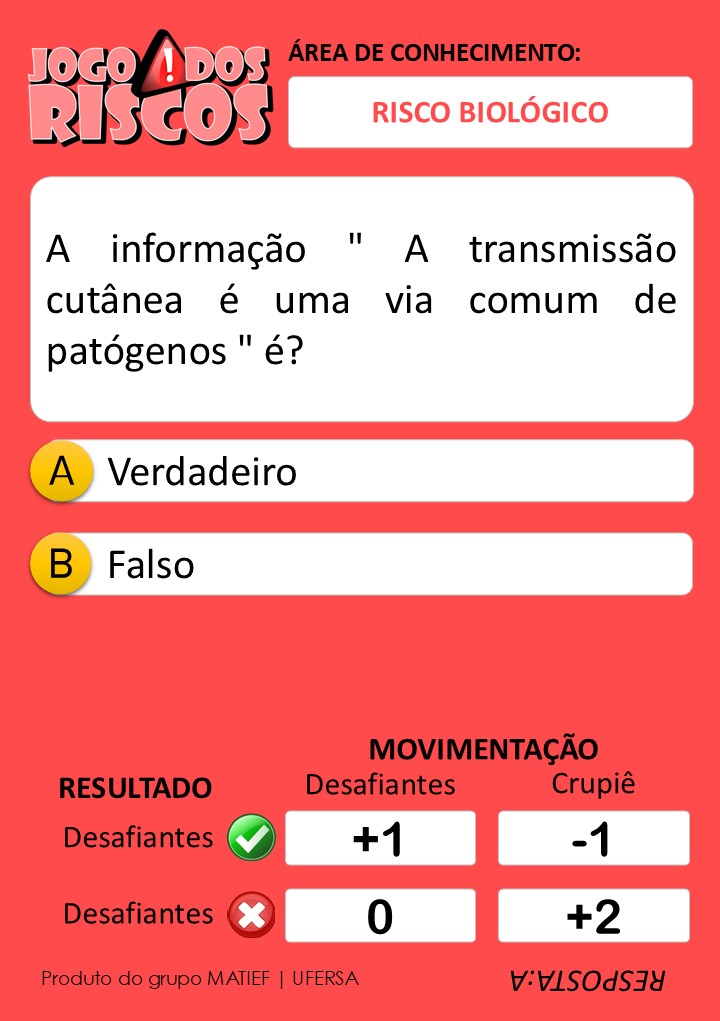 JOGO DOS
RISCOS
ÁREA DE CONHECIMENTO:
RISCO BIOLÓGICO
A informação " A transmissão
cutânea é uma via comum de
patógenos " é?
A Verdadeiro
B Falso
MOVIMENTAÇÃO
RESULTADO Desafiantes Crupiê
Desafiantes +1 -1
Desafiantes 0 +2
Produto do grupo MATIEF | UFERSA
RESPOSTA:A